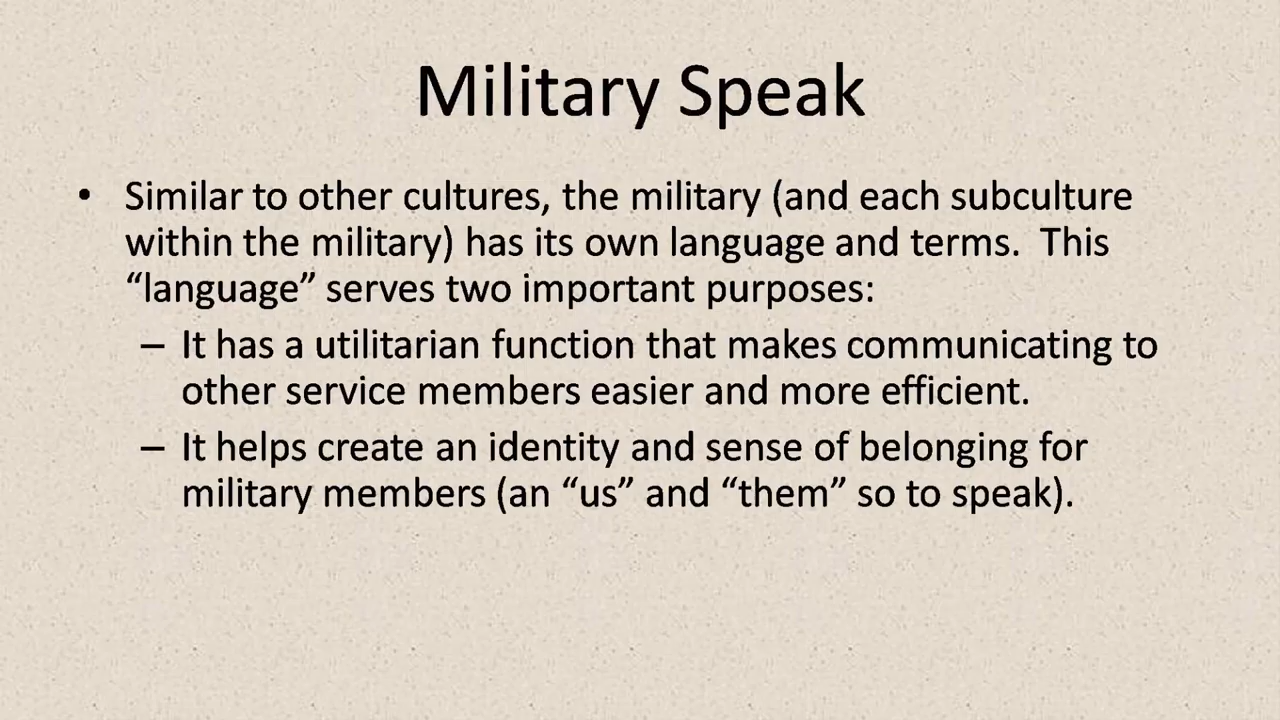 Military Speak
• Similar to other cultures, the military (and each subculture
within the military) has its own language and terms.  This
“language” serves two important purposes:
– It has a utilitarian function that makes communicating to
other service members easier and more efficient.
– It helps create an identity and sense of belonging for
military members (an “us” and “them” so to speak).